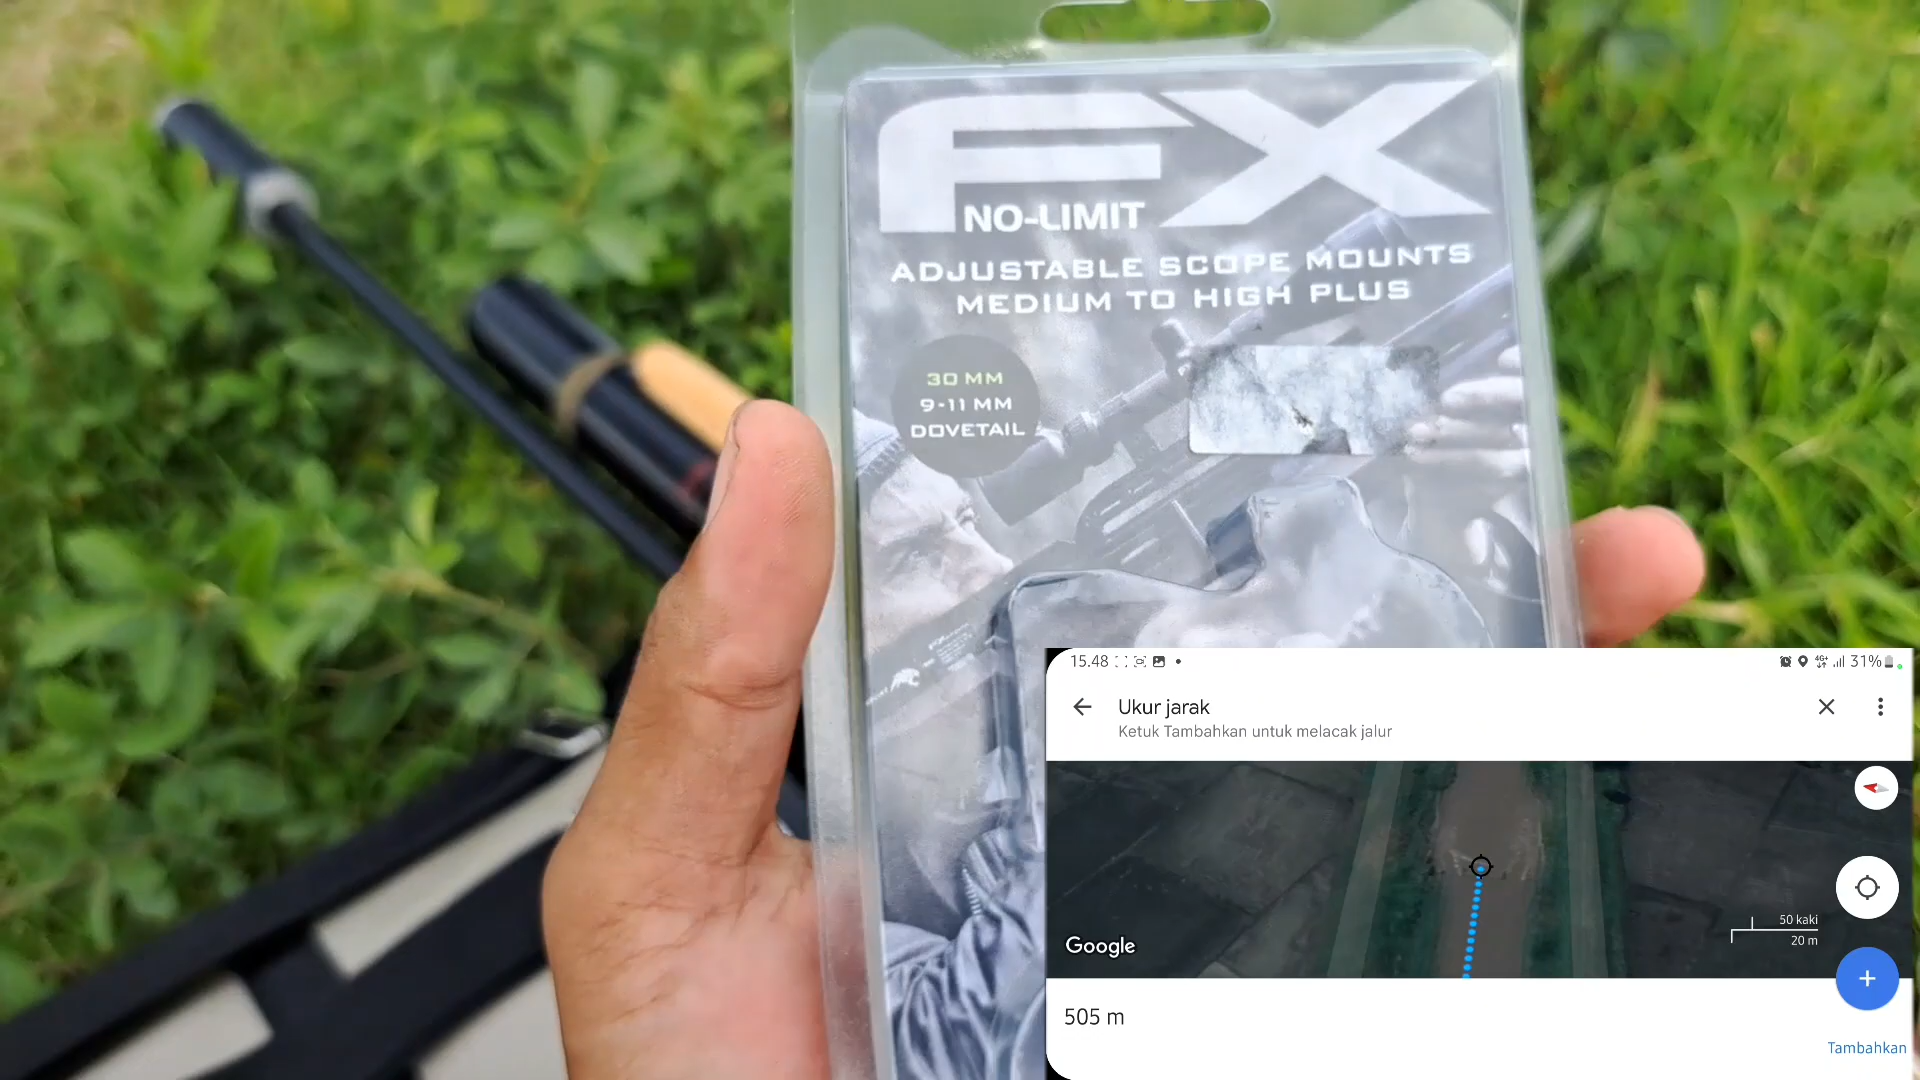 FX
NO-LIMIT
ADJUSTABLE SCOPE MOUNTS
MEDIUM TO HIGH PLUS
30 MM
9-11 MM
DOVETAIL
15.48
4G+
31%
Ukur jarak
Ketuk Tambahkan untuk melacak jalur
50 kaki
20 m
Google
505 m
Tambahkan